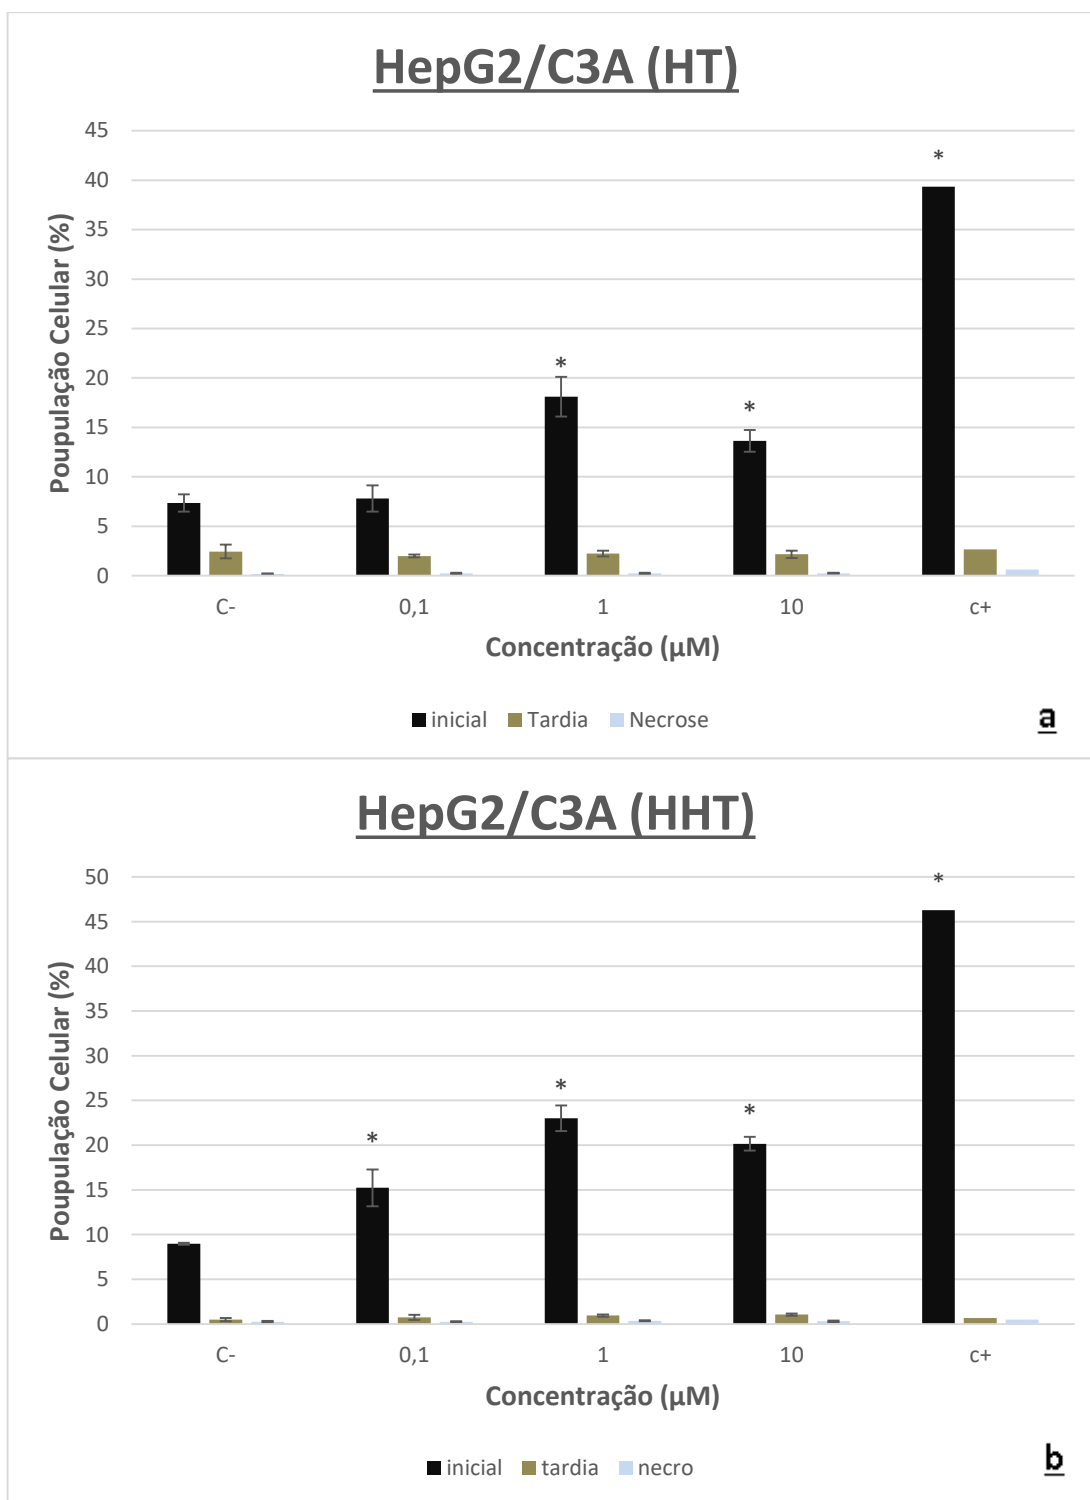 HepG2/C3A (HT)
45
40
35
30
25
20
15
10
5
0
Poupulação Celular (%)
*
*
*
C- 0,1 1 10 c+
Concentração (µM)
inicial Tardia Necrose
a
HepG2/C3A (HHT)
50
45
40
35
30
25
20
15
10
5
0
Poupulação Celular (%)
*
*
*
*
C- 0,1 1 10 c+
Concentração (µM)
inicial tardia necro
b